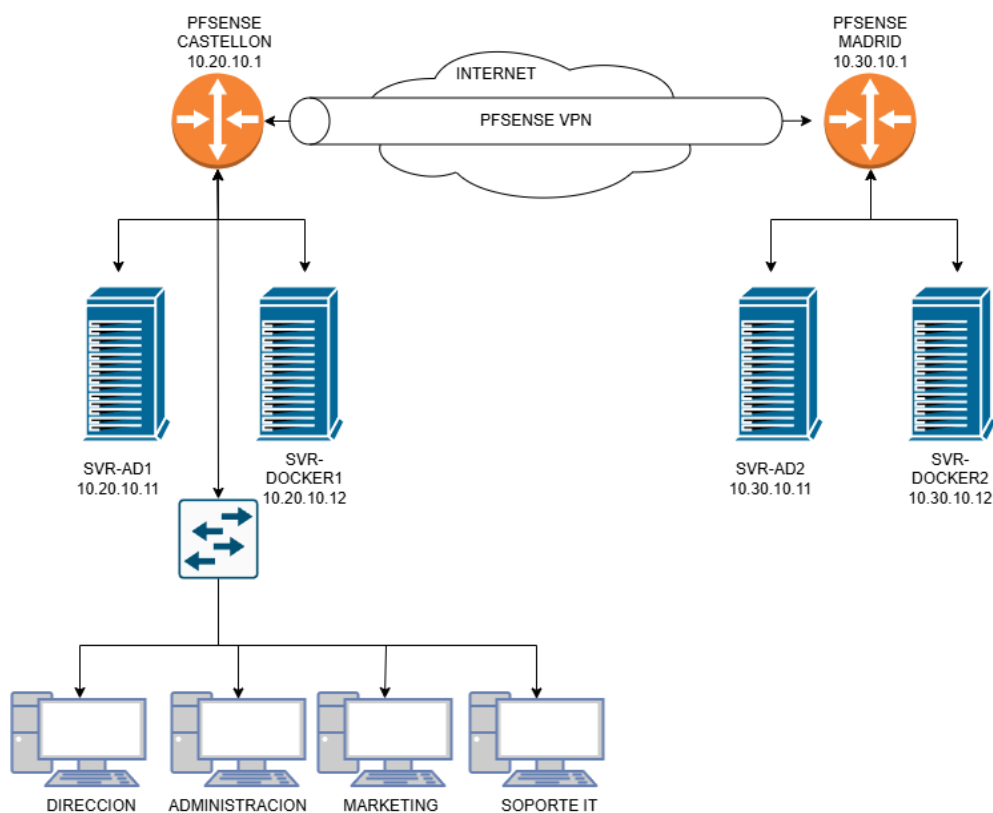 PFSENSE
CASTELLON
10.20.10.1
PFSENSE
MADRID
10.30.10.1
INTERNET
PFSENSE VPN
SVR-AD1
10.20.10.11
SVR-
DOCKER1
10.20.10.12
SVR-AD2
10.30.10.11
SVR-
DOCKER2
10.30.10.12
DIRECCION
ADMINISTRACION
MARKETING
SOPORTE IT